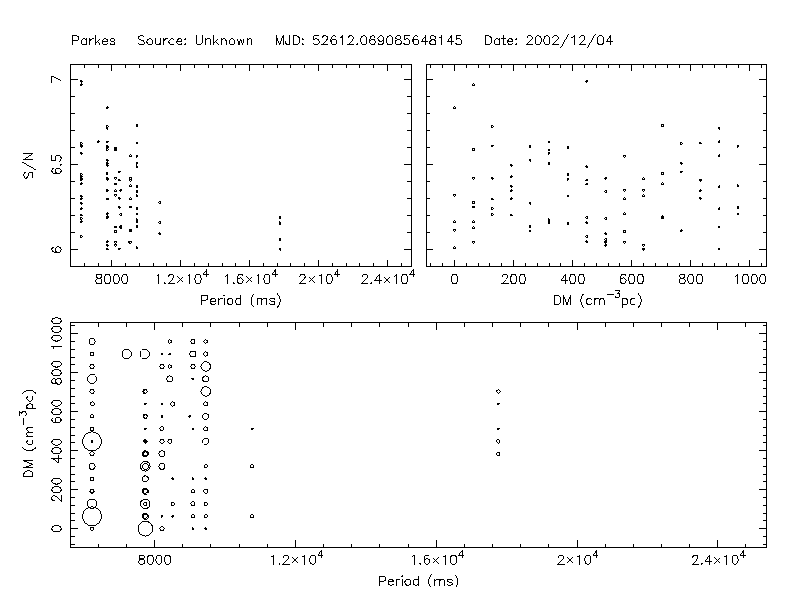 Parkes Source: Unknown MJD: 52612.069085648145 Date: 2002/12/04
S/N
7
6.5
6
8000 1.2×10⁴ 1.6×10⁴ 2×10⁴ 2.4×10⁴
Period (ms)
0 200 400 600 800 1000
DM (cm⁻³pc)
DM (cm⁻³pc)
1000
800
600
400
200
0
8000 1.2×10⁴ 1.6×10⁴ 2×10⁴ 2.4×10⁴
Period (ms)